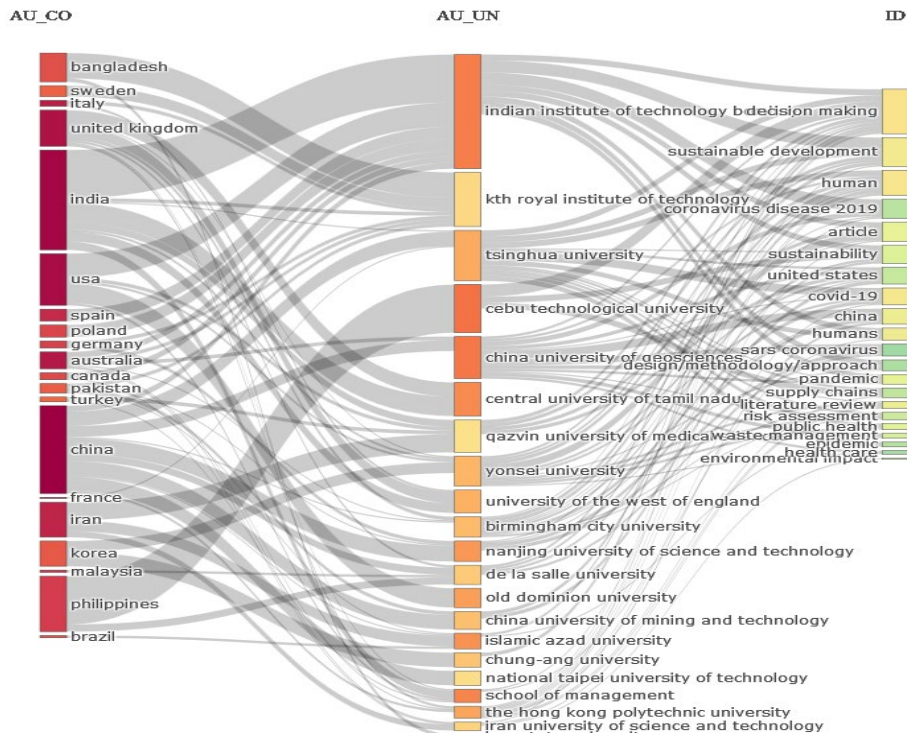 AU_CO
AU_UN
ID
bangladesh
sweden
italy
united kingdom
india
usa
spain
poland
germany
australia
canada
pakistan
turkey
china
france
iran
korea
malaysia
philippines
brazil
indian institute of technology
kth royal institute of technology
tsinghua university
cebu technological university
china university of geosciences
central university of tamil nadu
qazvin university of medical
yonsei university
university of the west of england
birmingham city university
nanjing university of science and technology
de la salle university
old dominion university
china university of mining and technology
islamic azad university
chung-ang university
national taipei university of technology
school of management
the hong kong polytechnic university
iran university of science and technology
decision making
sustainable development
human
coronavirus disease 2019
article
sustainability
united states
covid-19
china
humans
sars coronavirus
design/methodology/approach
pandemic
supply chains
literature review
risk assessment
public health
waste management
epidemic
health care
environmental impact